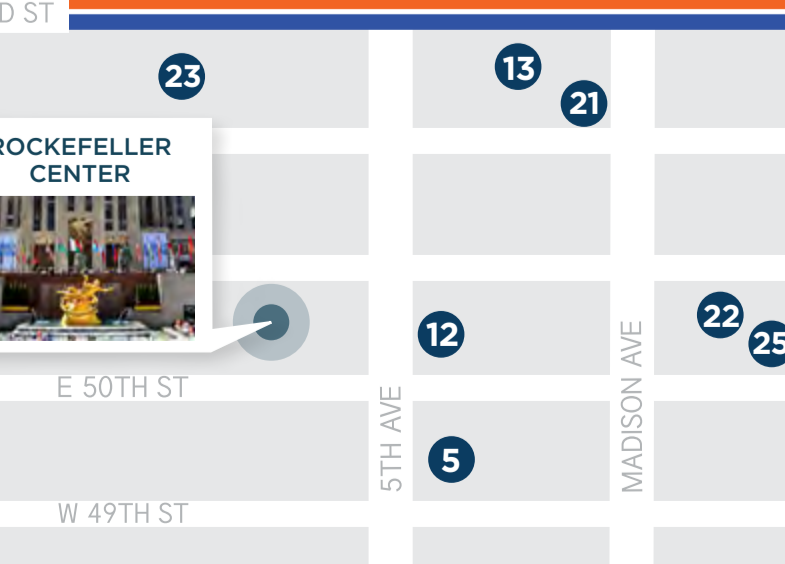 D ST
23
13
21
ROCKEFELLER
CENTER
12
22
25
E 50TH ST
5TH AVE
MADISON AVE
5
W 49TH ST